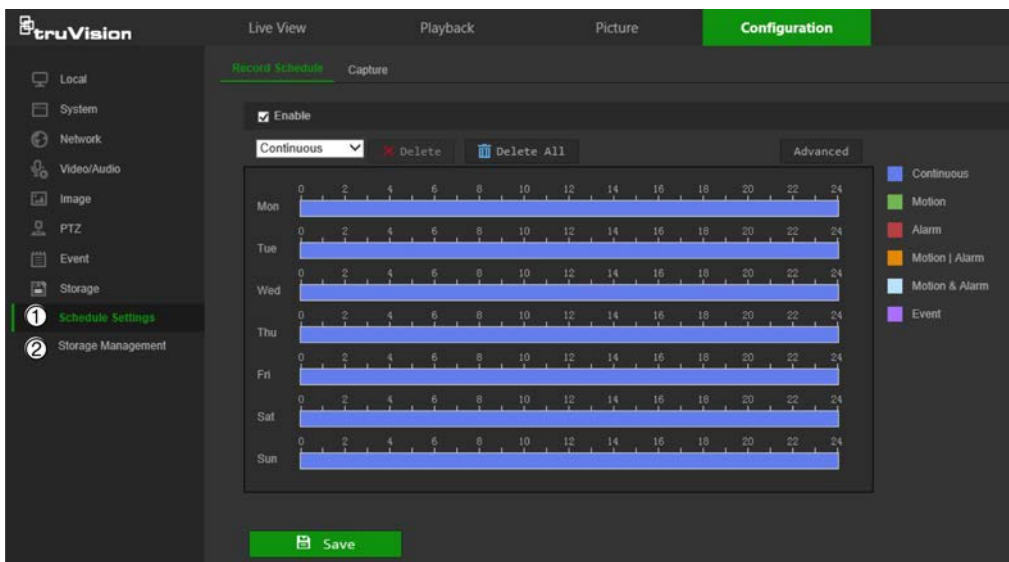 truVision
Live View Playback Picture Configuration
Local
System
Network
Video/Audio
Image
PTZ
Event
Storage
① Schedule Settings
② Storage Management
Record Schedule Capture
Enable
Continuous Delete Delete All Advanced
0 2 4 6 8 10 12 14 16 18 20 22 24
Mon
0 2 4 6 8 10 12 14 16 18 20 22 24
Tue
0 2 4 6 8 10 12 14 16 18 20 22 24
Wed
0 2 4 6 8 10 12 14 16 18 20 22 24
Thu
0 2 4 6 8 10 12 14 16 18 20 22 24
Fri
0 2 4 6 8 10 12 14 16 18 20 22 24
Sat
0 2 4 6 8 10 12 14 16 18 20 22 24
Sun
Continuous
Motion
Alarm
Motion | Alarm
Motion & Alarm
Event
Save